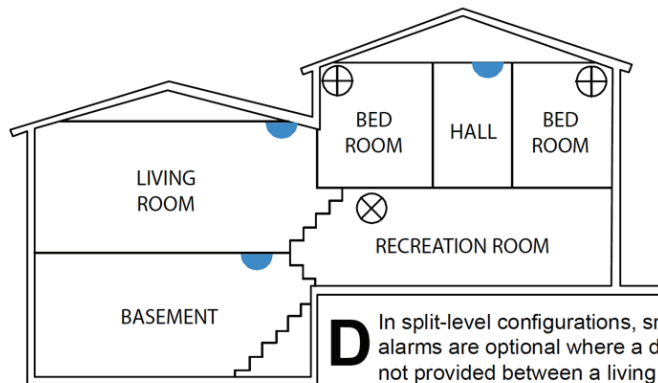 BED
ROOM
HALL
BED
ROOM
LIVING
ROOM
RECREATION ROOM
BASEMENT
D
In split-level configurations,
alarms are optional where a
not provided between a living